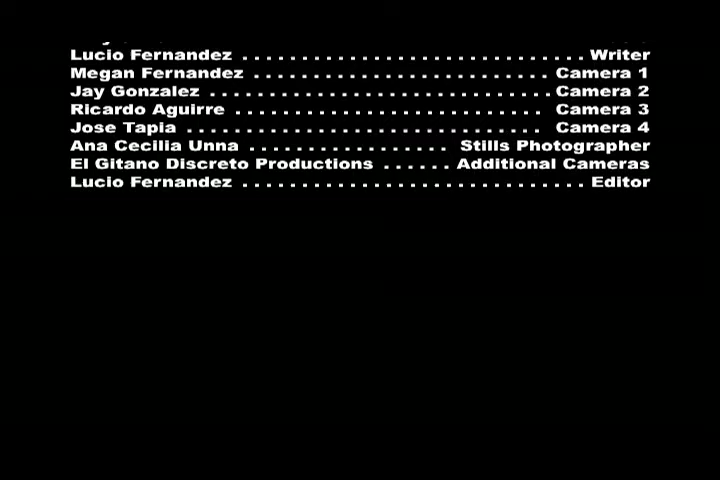 Lucio Fernandez . . . . . . . . . . . . . . . . . . . . . . . . . . . . . Writer
Megan Fernandez . . . . . . . . . . . . . . . . . . . . . . . . . Camera 1
Jay Gonzalez . . . . . . . . . . . . . . . . . . . . . . . . . . . . . Camera 2
Ricardo Aguirre . . . . . . . . . . . . . . . . . . . . . . . . . . . Camera 3
Jose Tapia . . . . . . . . . . . . . . . . . . . . . . . . . . . . . . Camera 4
Ana Cecilia Unna . . . . . . . . . . . . . . . . . Stills Photographer
El Gitano Discreto Productions . . . . . . Additional Cameras
Lucio Fernandez . . . . . . . . . . . . . . . . . . . . . . . . . . . . . Editor